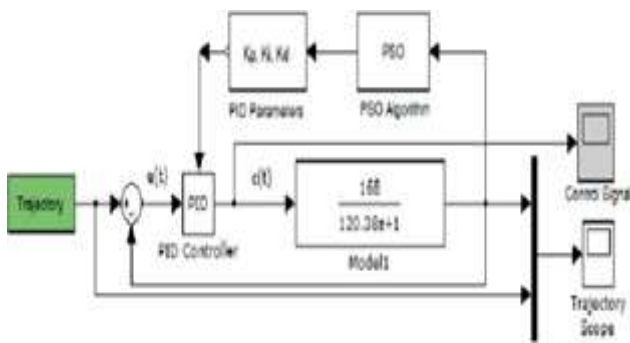 Kp, Ki, Kd
PID Parameters
PSO
PSO Algorithm
Control Signal
Trajectory
e(t)
PID
PID Controller
c(t)
168
120.38s+1
Model1
Trajectory
Scope